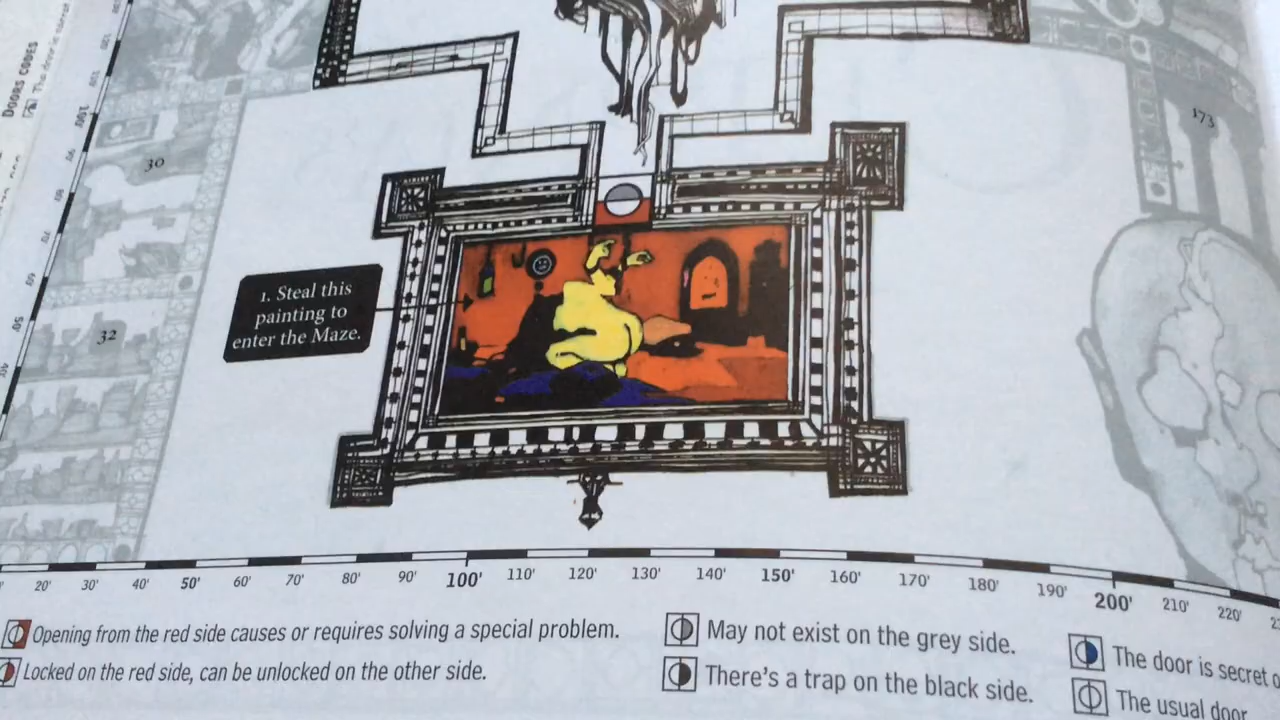 DOORS CODES
30
173
32
1. Steal this
painting to
enter the Maze.
20' 30' 40' 50' 60' 70' 80' 90' 100' 110' 120' 130' 140' 150' 160' 170' 180' 190' 200' 210' 220'
Opening from the red side causes or requires solving a special problem.
Locked on the red side, can be unlocked on the other side.
May not exist on the grey side.
There's a trap on the black side.
The door is secret
The usual door